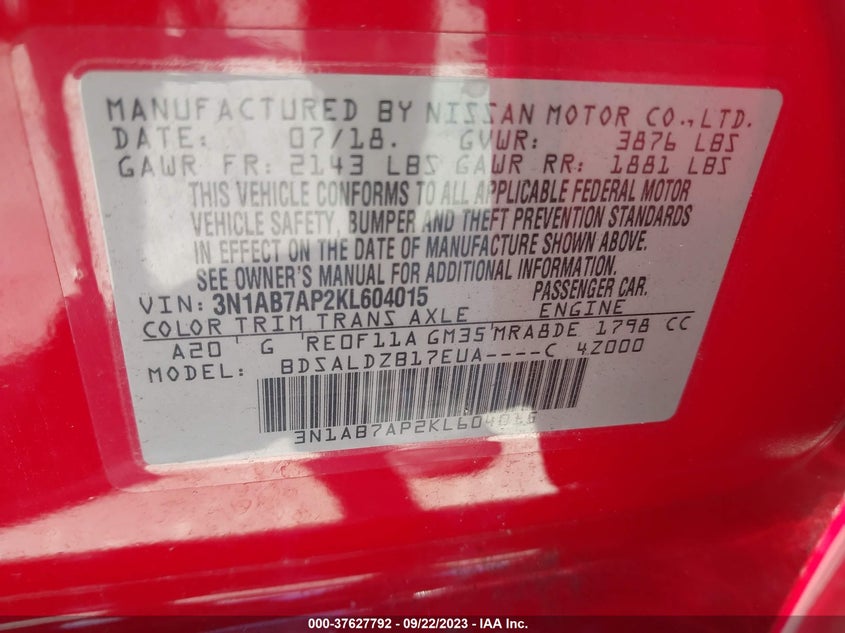 MANUFACTURED BY NISSAN MOTOR CO.,LTD.
DATE: 07/18. GVWR: 3876 LBS
GAWR FR: 2143 LBS GAWR RR: 1881 LBS
THIS VEHICLE CONFORMS TO ALL APPLICABLE FEDERAL MOTOR
VEHICLE SAFETY, BUMPER AND THEFT PREVENTION STANDARDS
IN EFFECT ON THE DATE OF MANUFACTURE SHOWN ABOVE.
SEE OWNER'S MANUAL FOR ADDITIONAL INFORMATION.
VIN: 3N1AB7AP2KL604015 PASSENGER CAR.
COLOR TRIM TRANS AXLE ENGINE
A20 G RE0F11A GM35 MRA8DE 1798 CC
MODEL: BDSALDZB17EUA----C 4Z000
3N1AB7AP2KL604015
000-37627792 - 09/22/2023 - IAA Inc.